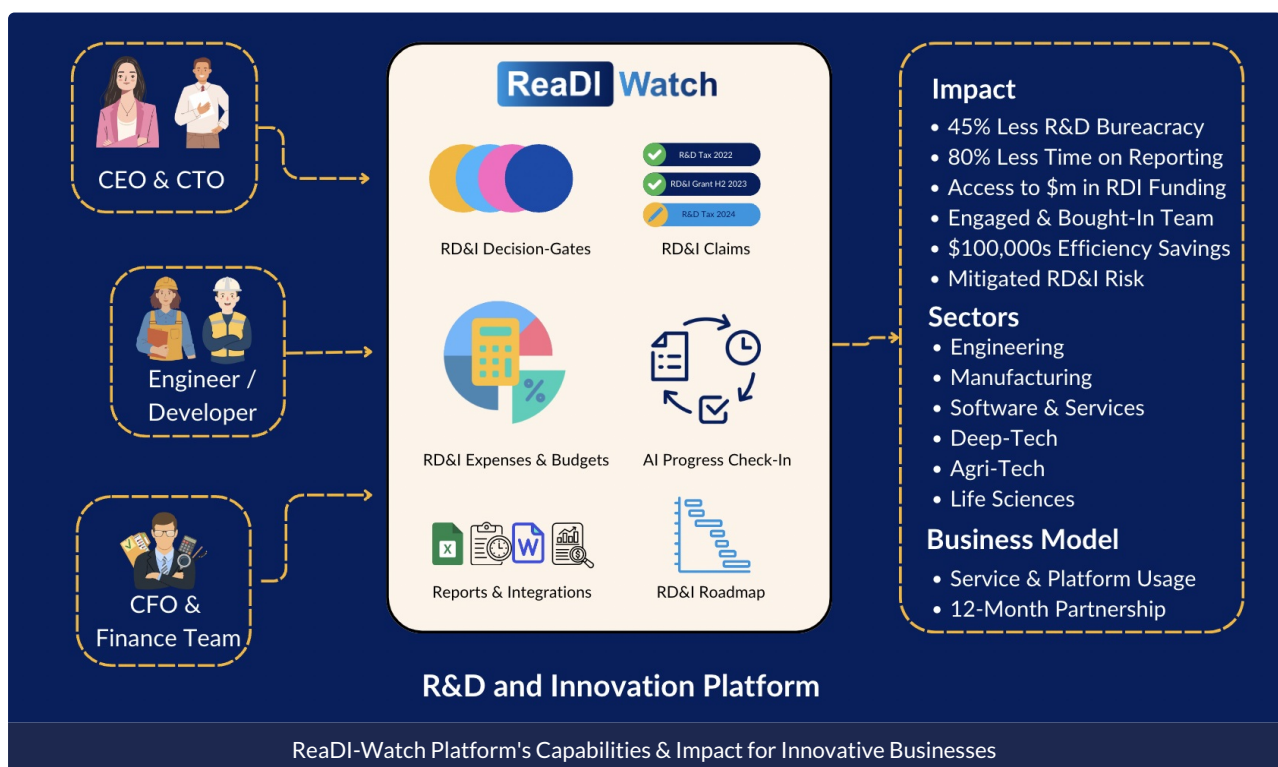 CEO & CTO
Engineer /
Developer
CFO &
Finance Team
ReaDI Watch
R&D Tax 2022
RD&I Grant H2 2023
R&D Tax 2024
RD&I Decision-Gates
RD&I Claims
%
RD&I Expenses & Budgets
AI Progress Check-In
X
W
Reports & Integrations
RD&I Roadmap
Impact
• 45% Less R&D Bureacracy
• 80% Less Time on Reporting
• Access to $m in RDI Funding
• Engaged & Bought-In Team
• $100,000s Efficiency Savings
• Mitigated RD&I Risk
Sectors
• Engineering
• Manufacturing
• Software & Services
• Deep-Tech
• Agri-Tech
• Life Sciences
Business Model
• Service & Platform Usage
• 12-Month Partnership
R&D and Innovation Platform
ReaDI-Watch Platform's Capabilities & Impact for Innovative Businesses